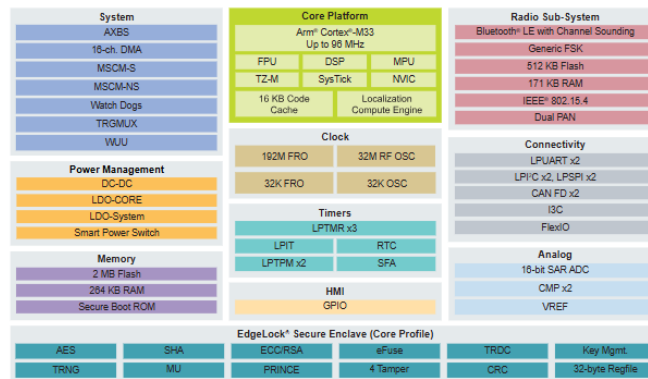 System
AXBS
16-ch. DMA
MSCM-S
MSCM-NS
Watch Dogs
TRGMUX
WUU
Power Management
DC-DC
LDO-CORE
LDO-System
Smart Power Switch
Memory
2 MB Flash
264 KB RAM
Secure Boot ROM
Core Platform
Arm® Cortex®-M33
Up to 96 MHz
FPU DSP MPU
TZ-M SysTick NVIC
16 KB Code
Cache
Localization
Compute Engine
Clock
192M FRO 32M RF OSC
32K FRO 32K OSC
Timers
LPTMR x3
LPIT RTC
LPTPM x2 SFA
HMI
GPIO
Radio Sub-System
Bluetooth® LE with Channel Sounding
Generic FSK
512 KB Flash
171 KB RAM
IEEE® 802.15.4
Dual PAN
Connectivity
LPUART x2
LPI²C x2, LPSPI x2
CAN FD x2
I3C
FlexIO
Analog
16-bit SAR ADC
CMP x2
VREF
EdgeLock® Secure Enclave (Core Profile)
AES SHA ECC/RSA eFuse TRDC Key Mgmt.
TRNG MU PRINCE 4 Tamper CRC 32-byte Regfile